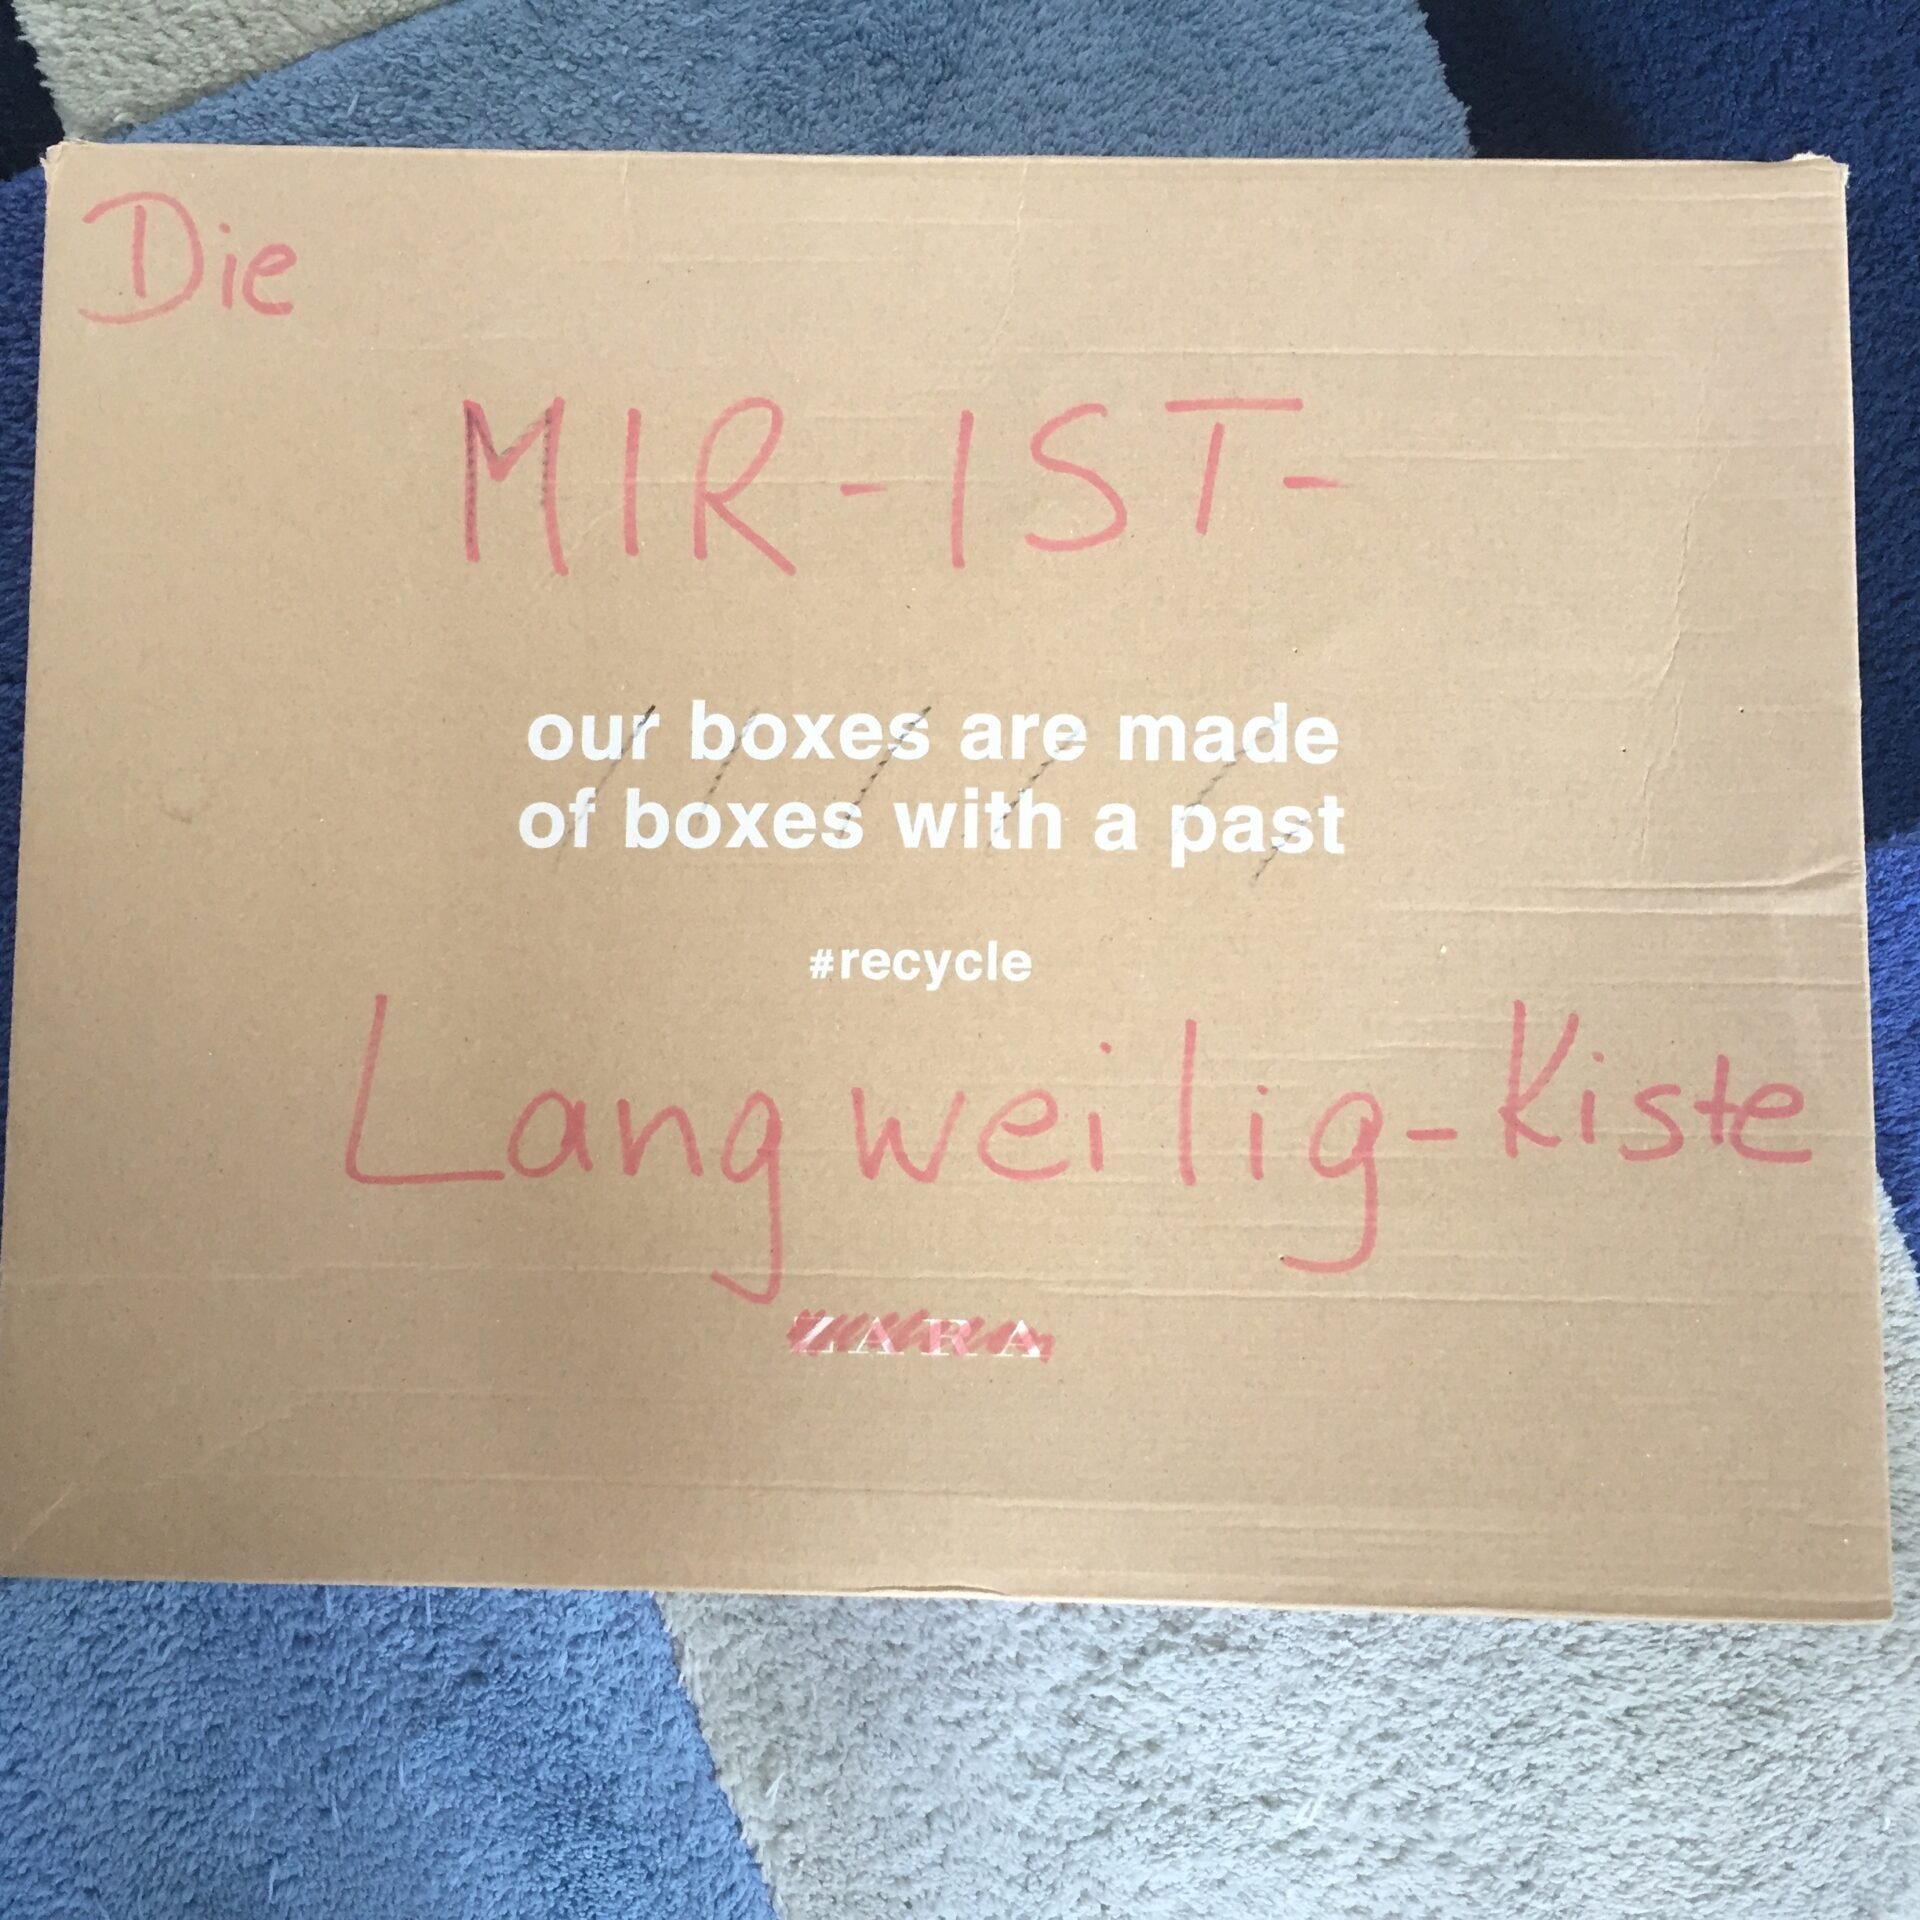 Die
MIR-IST-
our boxes are made
of boxes with a past
#recycle
Langweilig-Kiste
ZARA